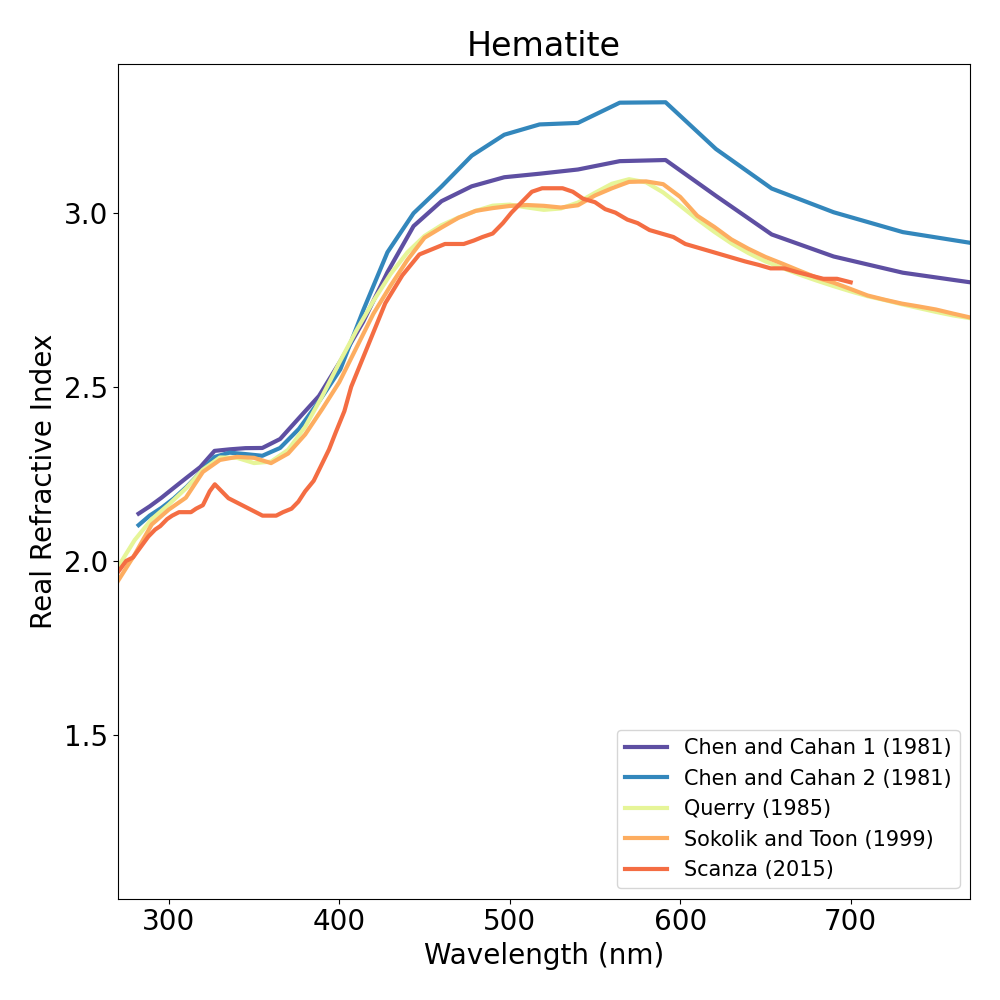 Hematite
Real Refractive Index
3.0
2.5
2.0
1.5
300 400 500 600 700
Wavelength (nm)
Chen and Cahan 1 (1981)
Chen and Cahan 2 (1981)
Querry (1985)
Sokolik and Toon (1999)
Scanza (2015)